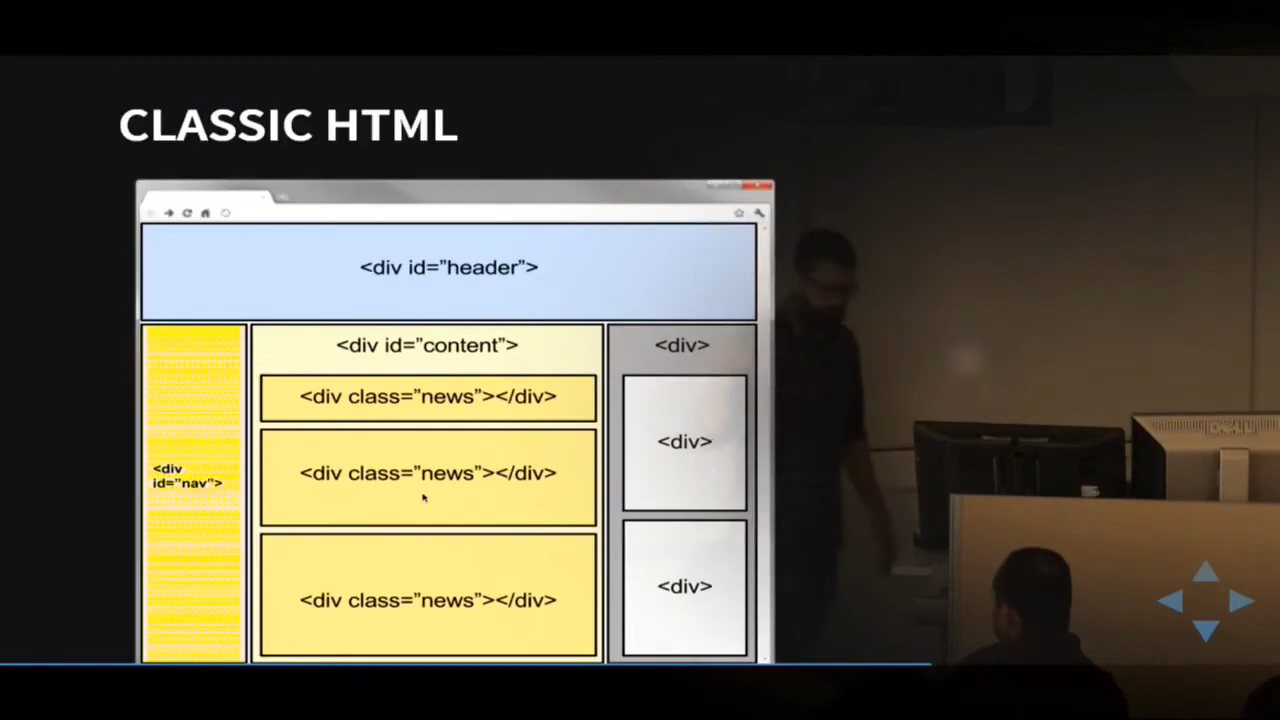 CLASSIC HTML
<div id="header">
<div id="content">
<div>
<div class="news"></div>
<div>
<div
id="nav">
<div class="news"></div>
<div class="news"></div>
<div>
DELL